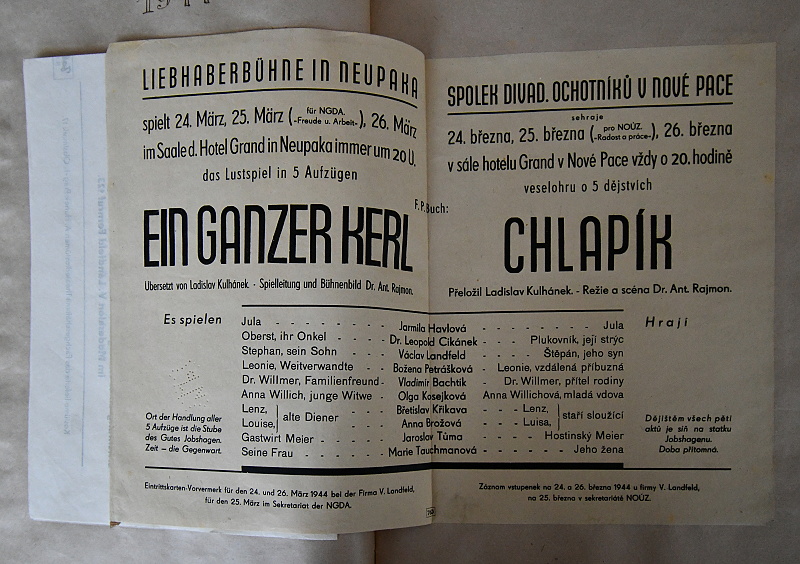 LIEBHABERBÜHNE IN NEUPAKA
spielt 24. März, 25. März (für NGDA. -Freude u. Arbeit-), 26. März
im Saale d. Hotel Grand in Neupaka immer um 20 U.
das Lustspiel in 5 Aufzügen
F. P. Buch:
EIN GANZER KERL
Übersetzt von Ladislav Kulhánek. - Spielleitung und Bühnenbild Dr. Ant. Rajmon.
SPOLEK DIVAD. OCHOTNÍKŮ V NOVÉ PACE
sehraje
24. března, 25. března (pro NOÚZ. -Radost a práce-), 26. března
v sále hotelu Grand v Nové Pace vždy o 20. hodině
veselohru o 5 dějstvích
CHLAPÍK
Přeložil Ladislav Kulhánek. - Režie a scéna Dr. Ant. Rajmon.
Es spielen
Hrají
Jula - - - - - - - - Jarmila Havlová - - - - - - - Jula
Oberst, ihr Onkel - - - - Dr. Leopold Cikánek - - - Plukovník, její strýc
Stephan, sein Sohn - - - - Václav Landfeld - - - - Štěpán, jeho syn
Leonie, Weitverwandte - - - Božena Petrášková - - Leonie, vzdálená příbuzná
Dr. Willmer, Familienfreund - Vladimír Bachtík - - Dr. Willmer, přítel rodiny
Anna Willich, junge Witwe - Olga Kosejková Anna Willichová, mladá vdova
Lenz, alte Diener - - - Břetislav Křikava - - - Lenz, staří sloužící
Louise, - - - Anna Brožová - - - Luisa,
Gastwirt Meier - - - - Jaroslav Tůma - - - - Hostinský Meier
Seine Frau - - - - - Marie Tauchmanová - - - - - Jeho žena
Ort der Handlung aller
5 Aufzüge ist die Stube
des Gutes Jobshagen.
Zeit – die Gegenwart.
Dějištěm všech pěti
aktů je síň na statku
Jobshagenu.
Doba přítomná.
Eintrittskarten-Vorvermerk für den 24. und 26. März 1944 bei der Firma V. Landfeld,
für den 25. März im Sekretariat der NGDA.
Záznam vstupenek na 24. a 26. března 1944 u firmy V. Landfeld,
na 25. března v sekretariátě NOÚZ.